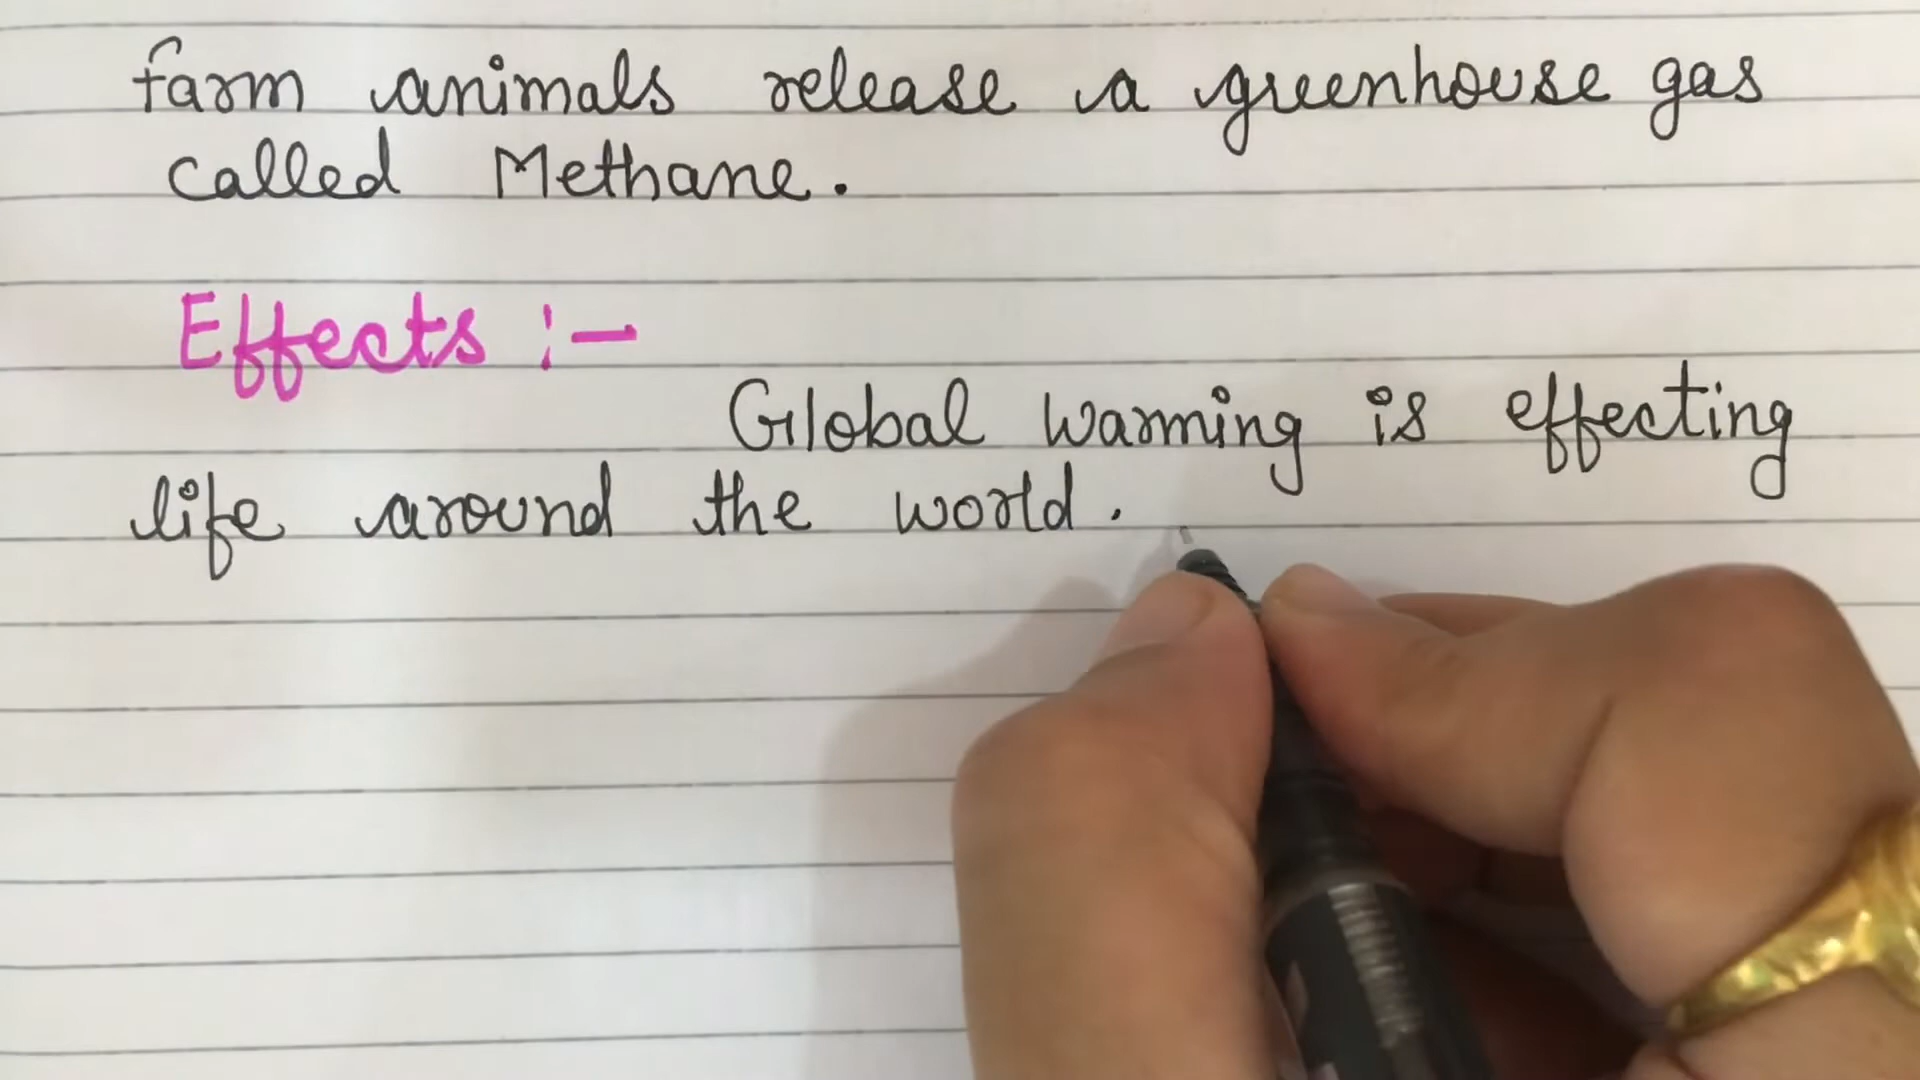 farm animals release a greenhouse gas
called Methane.
Effects :-
Global warming is effecting
life around the world.